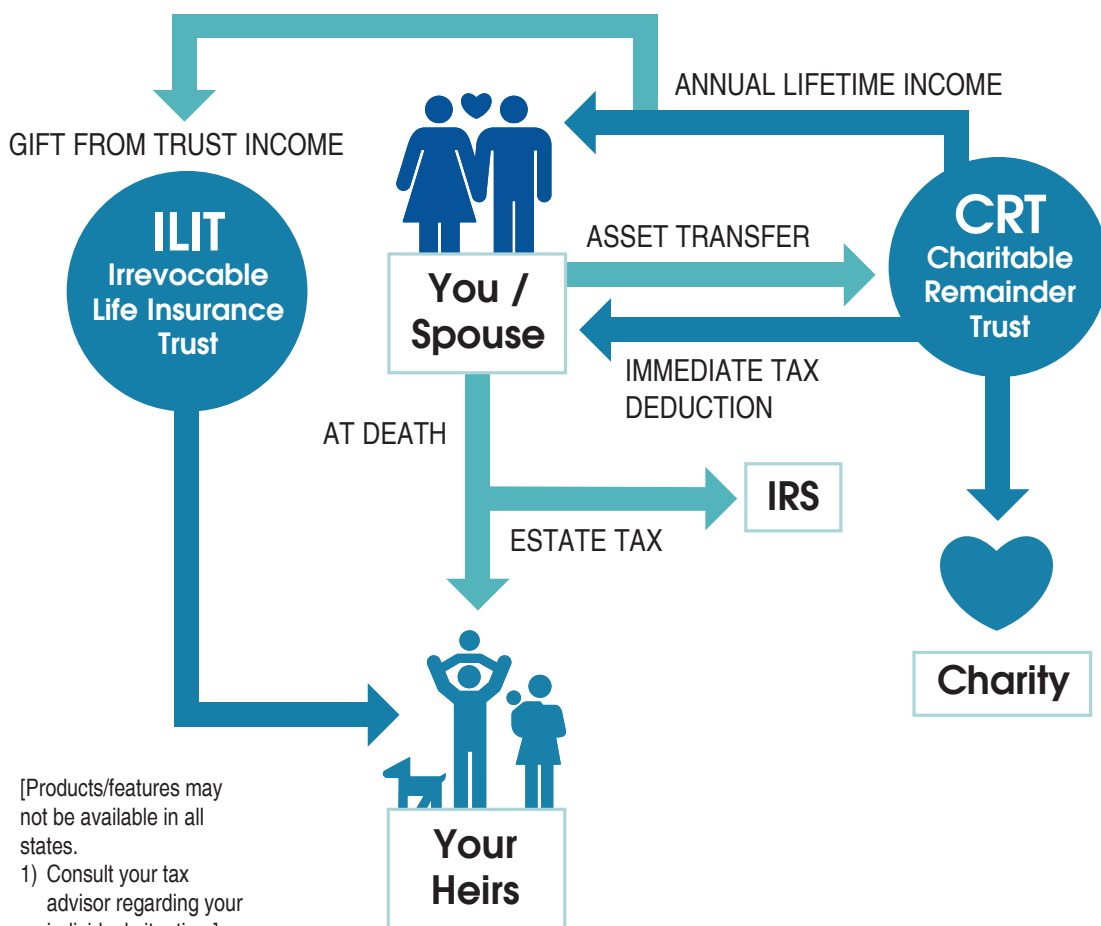 ANNUAL LIFETIME INCOME
GIFT FROM TRUST INCOME
ILIT
Irrevocable
Life Insurance
Trust
CRT
Charitable
Remainder
Trust
ASSET TRANSFER
You /
Spouse
IMMEDIATE TAX
DEDUCTION
AT DEATH
IRS
ESTATE TAX
Charity
[Products/features may
not be available in all
states.
1) Consult your tax
advisor regarding your
Your
Heirs